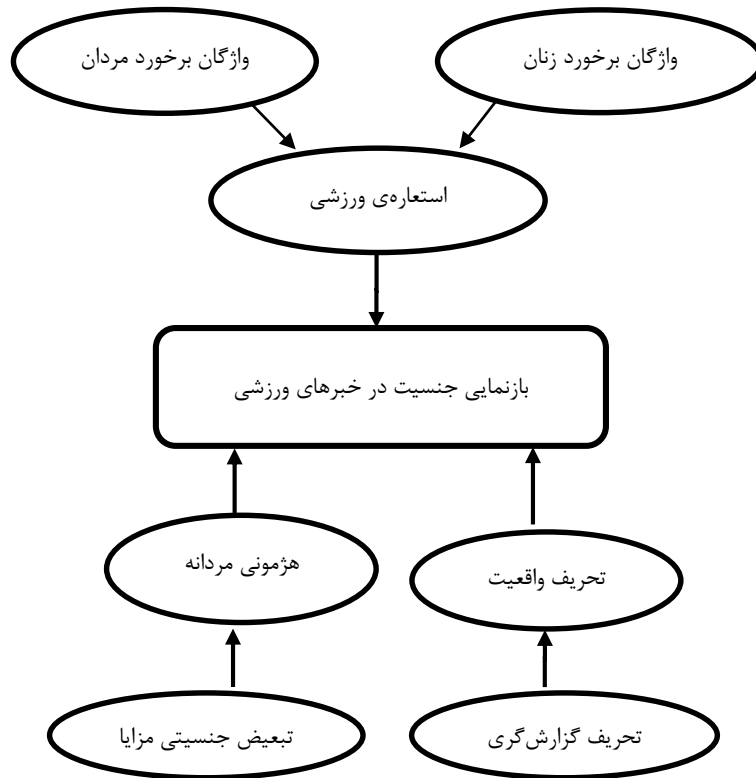 واژگان برخورد زنان
واژگان برخورد مردان
استعاره‌ی ورزشی
بازنمایی جنسیت در خبرهای ورزشی
هژمونی مردانه
تحریف واقعیت
تحریف گزارش‌گری
تبعیض جنسیتی مزایا